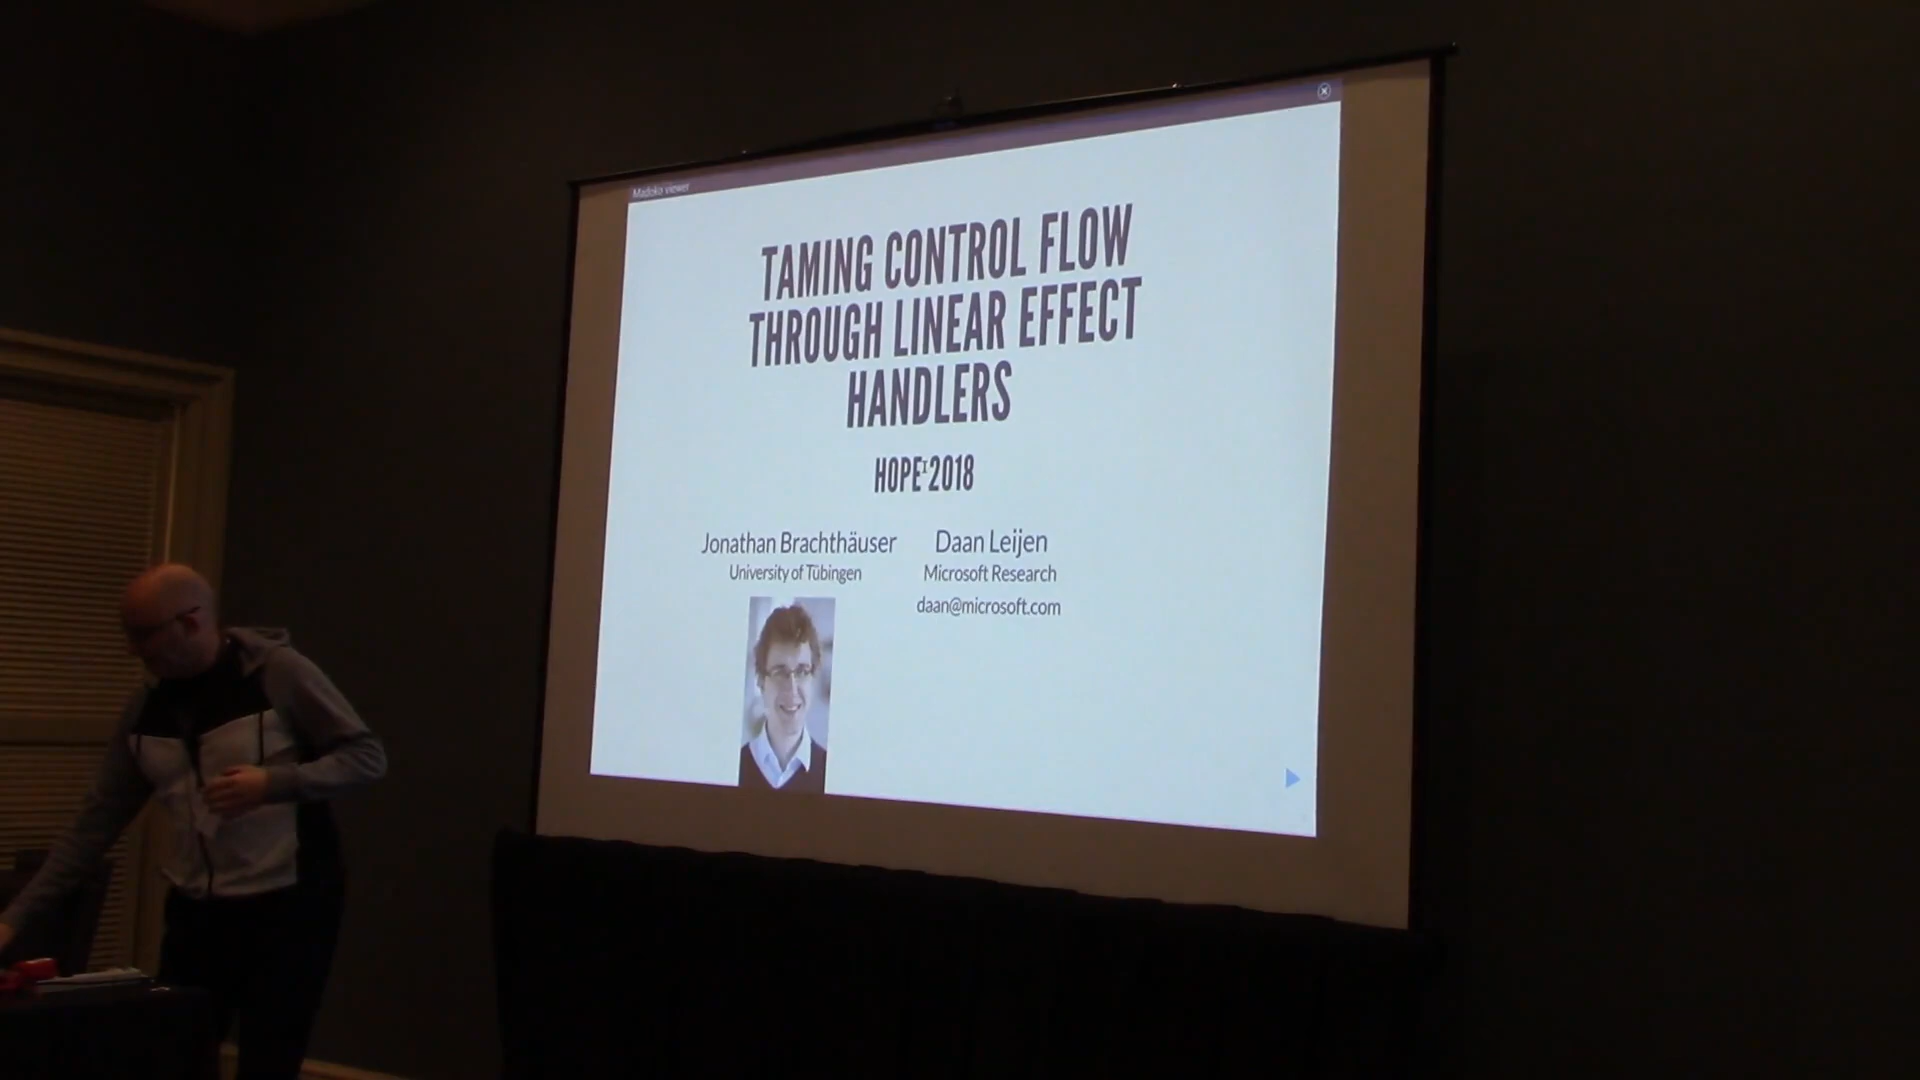 Madoko viewer
TAMING CONTROL FLOW
THROUGH LINEAR EFFECT
HANDLERS
HOPE 2018
Jonathan Brachthäuser
University of Tübingen
Daan Leijen
Microsoft Research
daan@microsoft.com